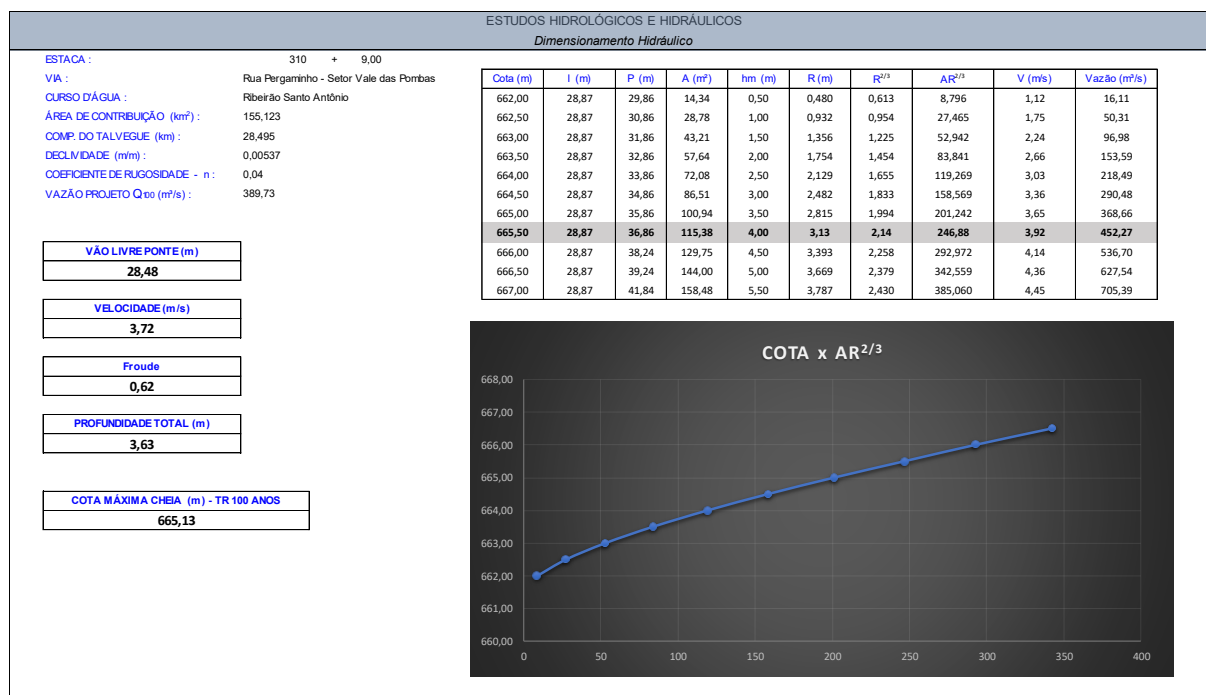 ESTUDOS HIDROLÓGICOS E HIDRÁULICOS
Dimensionamento Hidráulico
ESTACA : 310 + 9,00
VIA : Rua Pergaminho - Setor Vale das Pombas
CURSO D'ÁGUA : Ribeirão Santo Antônio
ÁREA DE CONTRIBUIÇÃO (km²) : 155,123
COMP. DO TALVEGUE (km) : 28,495
DECLIVIDADE (m/m) : 0,00537
COEFICIENTE DE RUGOSIDADE - n : 0,04
VAZÃO PROJETO Q100 (m³/s) : 389,73
VÃO LIVRE PONTE (m)
28,48
VELOCIDADE (m/s)
3,72
Froude
0,62
PROFUNDIDADE TOTAL (m)
3,63
COTA MÁXIMA CHEIA (m) - TR 100 ANOS
665,13
Cota (m) I (m) P (m) A (m²) hm (m) R (m) R²/³ AR²/³ V (m/s) Vazão (m³/s)
662,00 28,87 29,86 14,34 0,50 0,480 0,613 8,796 1,12 16,11
662,50 28,87 30,86 28,78 1,00 0,932 0,954 27,465 1,75 50,31
663,00 28,87 31,86 43,21 1,50 1,356 1,225 52,942 2,24 96,98
663,50 28,87 32,86 57,64 2,00 1,754 1,454 83,841 2,66 153,59
664,00 28,87 33,86 72,08 2,50 2,129 1,655 119,269 3,03 218,49
664,50 28,87 34,86 86,51 3,00 2,482 1,833 158,569 3,36 290,48
665,00 28,87 35,86 100,94 3,50 2,815 1,994 201,242 3,65 368,66
665,50 28,87 36,86 115,38 4,00 3,13 2,14 246,88 3,92 452,27
666,00 28,87 38,24 129,75 4,50 3,393 2,258 292,972 4,14 536,70
666,50 28,87 39,24 144,00 5,00 3,669 2,379 342,559 4,36 627,54
667,00 28,87 41,84 158,48 5,50 3,787 2,430 385,060 4,45 705,39
COTA x AR²/³
668,00
667,00
666,00
665,00
664,00
663,00
662,00
661,00
660,00
0 50 100 150 200 250 300 350 400